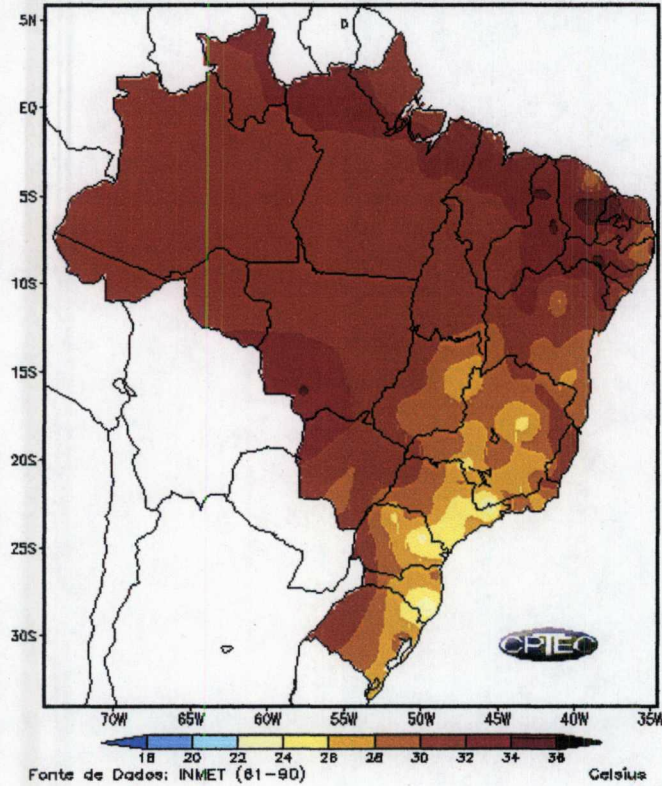 5N
EQ
5S
10S
15S
20S
25S
30S
70W 65W 60W 55W 50W 45W 40W 35W
CPTEC
18 20 22 24 26 28 30 32 34 36
Fonte de Dados: INMET (61-90) Celsius